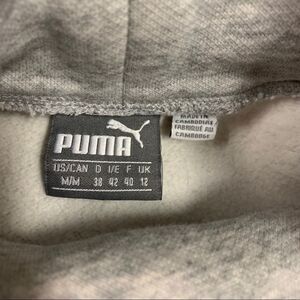 PUMA
US/CAN D I/E F UK
M/M 38 42 40 12
MADE IN
CAMBODIA
FABRIQUÉ AU
CAMBODGE